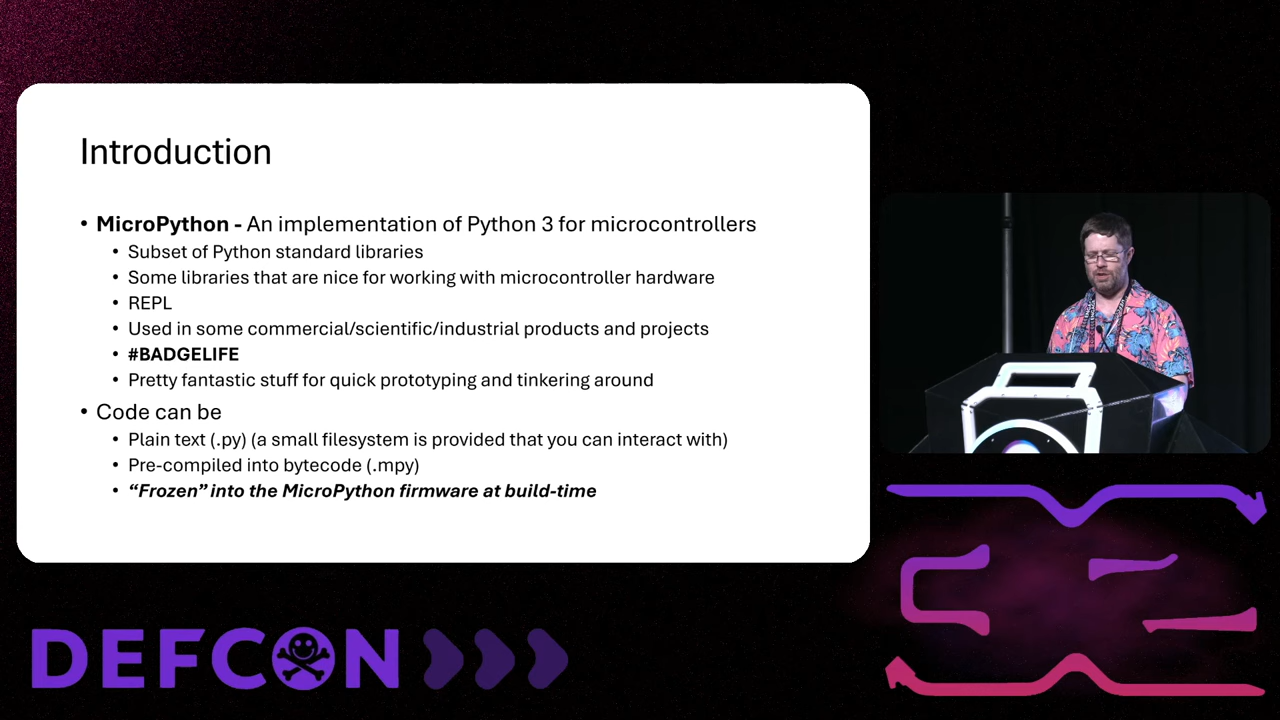 Introduction
• MicroPython - An implementation of Python 3 for microcontrollers
• Subset of Python standard libraries
• Some libraries that are nice for working with microcontroller hardware
• REPL
• Used in some commercial/scientific/industrial products and projects
• #BADGELIFE
• Pretty fantastic stuff for quick prototyping and tinkering around
• Code can be
• Plain text (.py) (a small filesystem is provided that you can interact with)
• Pre-compiled into bytecode (.mpy)
• “Frozen” into the MicroPython firmware at build-time
DEFCON